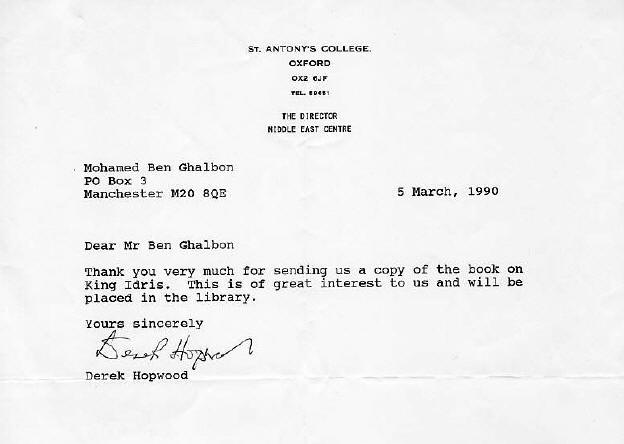 ST. ANTONY'S COLLEGE.
OXFORD
OX2 6JF
TEL. 59651
THE DIRECTOR
MIDDLE EAST CENTRE
Mohamed Ben Ghalbon
PO Box 3
Manchester M20 8QE
5 March, 1990
Dear Mr Ben Ghalbon
Thank you very much for sending us a copy of the book on
King Idris. This is of great interest to us and will be
placed in the library.
Yours sincerely
Derek Hopwood
Derek Hopwood